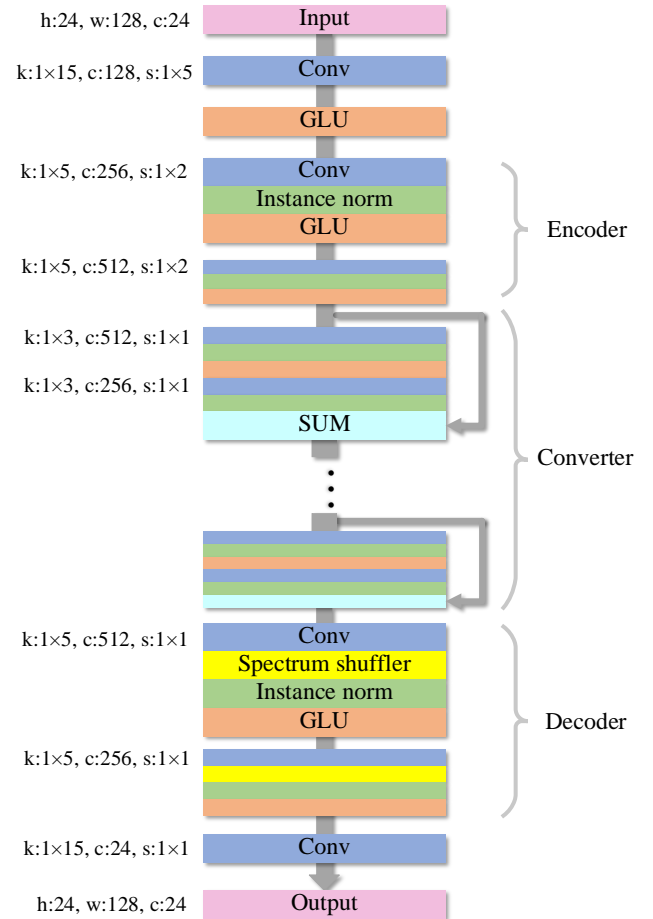 Input
h:24, w:128, c:24
Conv
k:1×15, c:128, s:1×5
GLU
Conv
k:1×5, c:256, s:1×2
Instance norm
GLU
Encoder
k:1×5, c:512, s:1×2
k:1×3, c:512, s:1×1
k:1×3, c:256, s:1×1
SUM
Converter
Conv
k:1×5, c:512, s:1×1
Spectrum shuffler
Instance norm
GLU
Decoder
k:1×5, c:256, s:1×1
Conv
k:1×15, c:24, s:1×1
Output
h:24, w:128, c:24